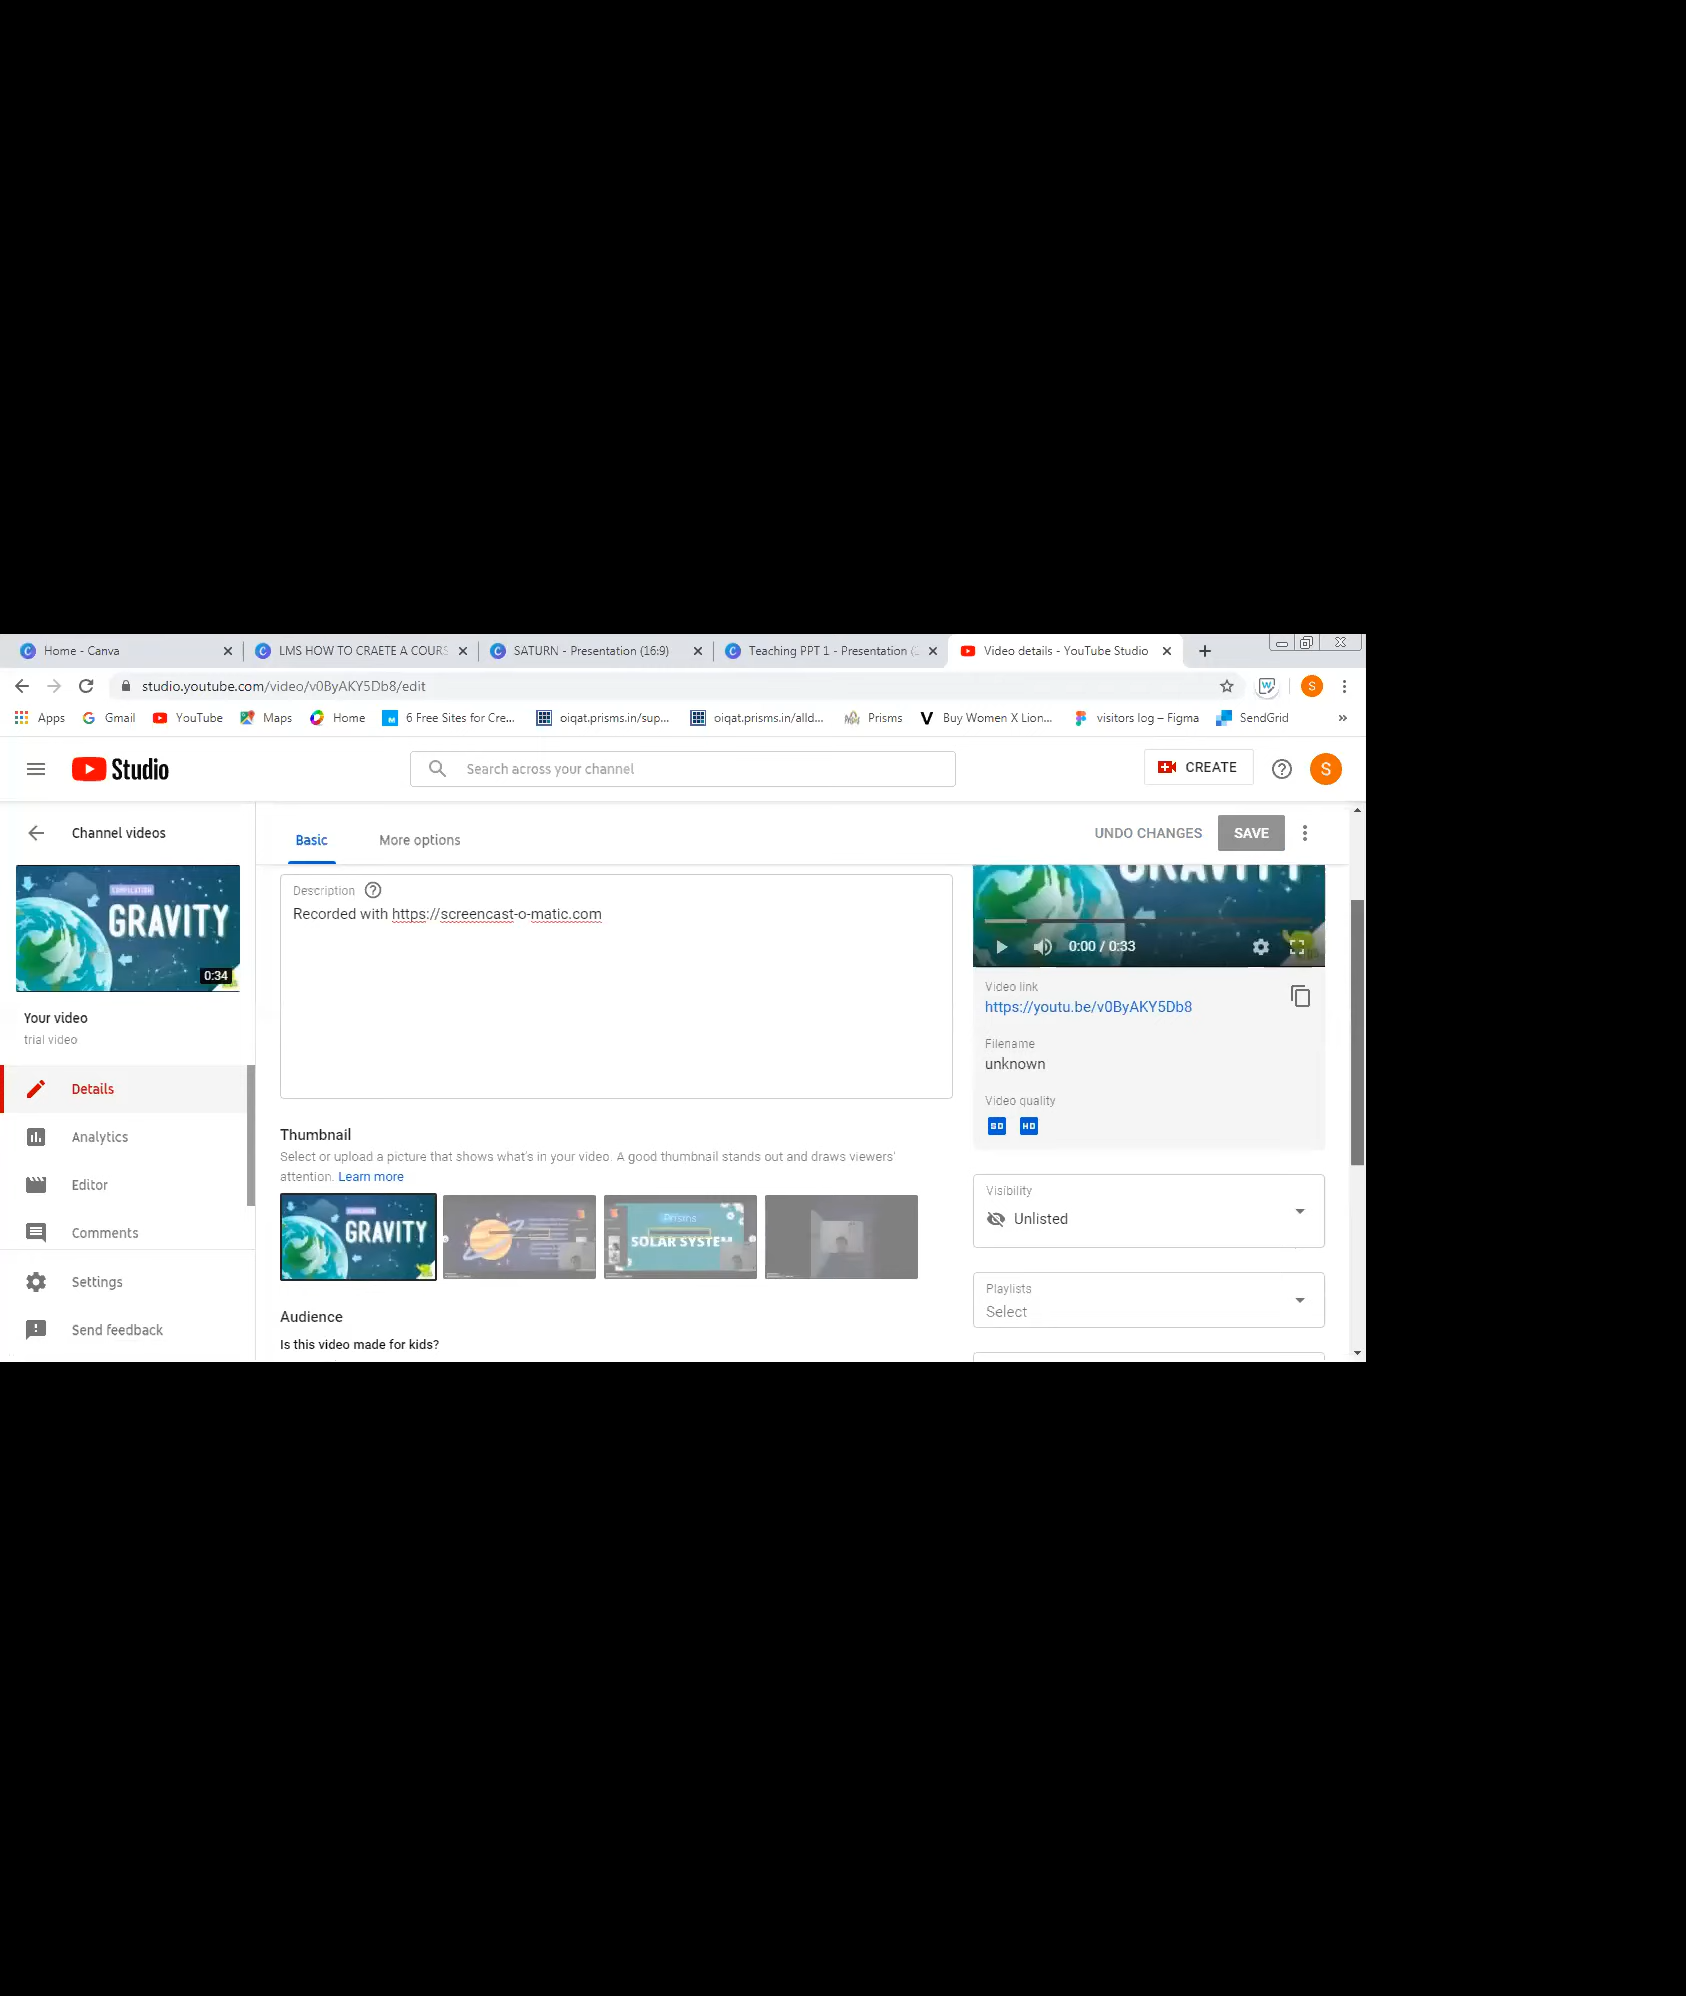 Home - Canva
LMS HOW TO CRAETE A COURS
SATURN - Presentation (16:9)
Teaching PPT 1 - Presentation (
Video details - YouTube Studio
studio.youtube.com/video/v0ByAKY5Db8/edit
S
Apps
Gmail
YouTube
Maps
Home
6 Free Sites for Cre...
oiqat.prisms.in/sup...
oiqat.prisms.in/alld...
Prisms
Buy Women X Lion...
visitors log – Figma
SendGrid
»
Studio
Search across your channel
CREATE
S
Channel videos
Basic
More options
UNDO CHANGES
SAVE
COMPILATION
GRAVITY
0:34
Your video
trial video
Details
Analytics
Editor
Comments
Settings
Send feedback
Description
Recorded with https://screencast-o-matic.com
Thumbnail
Select or upload a picture that shows what's in your video. A good thumbnail stands out and draws viewers'
attention. Learn more
GRAVITY
SOLAR SYSTEM
Audience
Is this video made for kids?
GRAVITY
0:00 / 0:33
Video link
https://youtu.be/v0ByAKY5Db8
Filename
unknown
Video quality
SD HD
Visibility
Unlisted
Playlists
Select